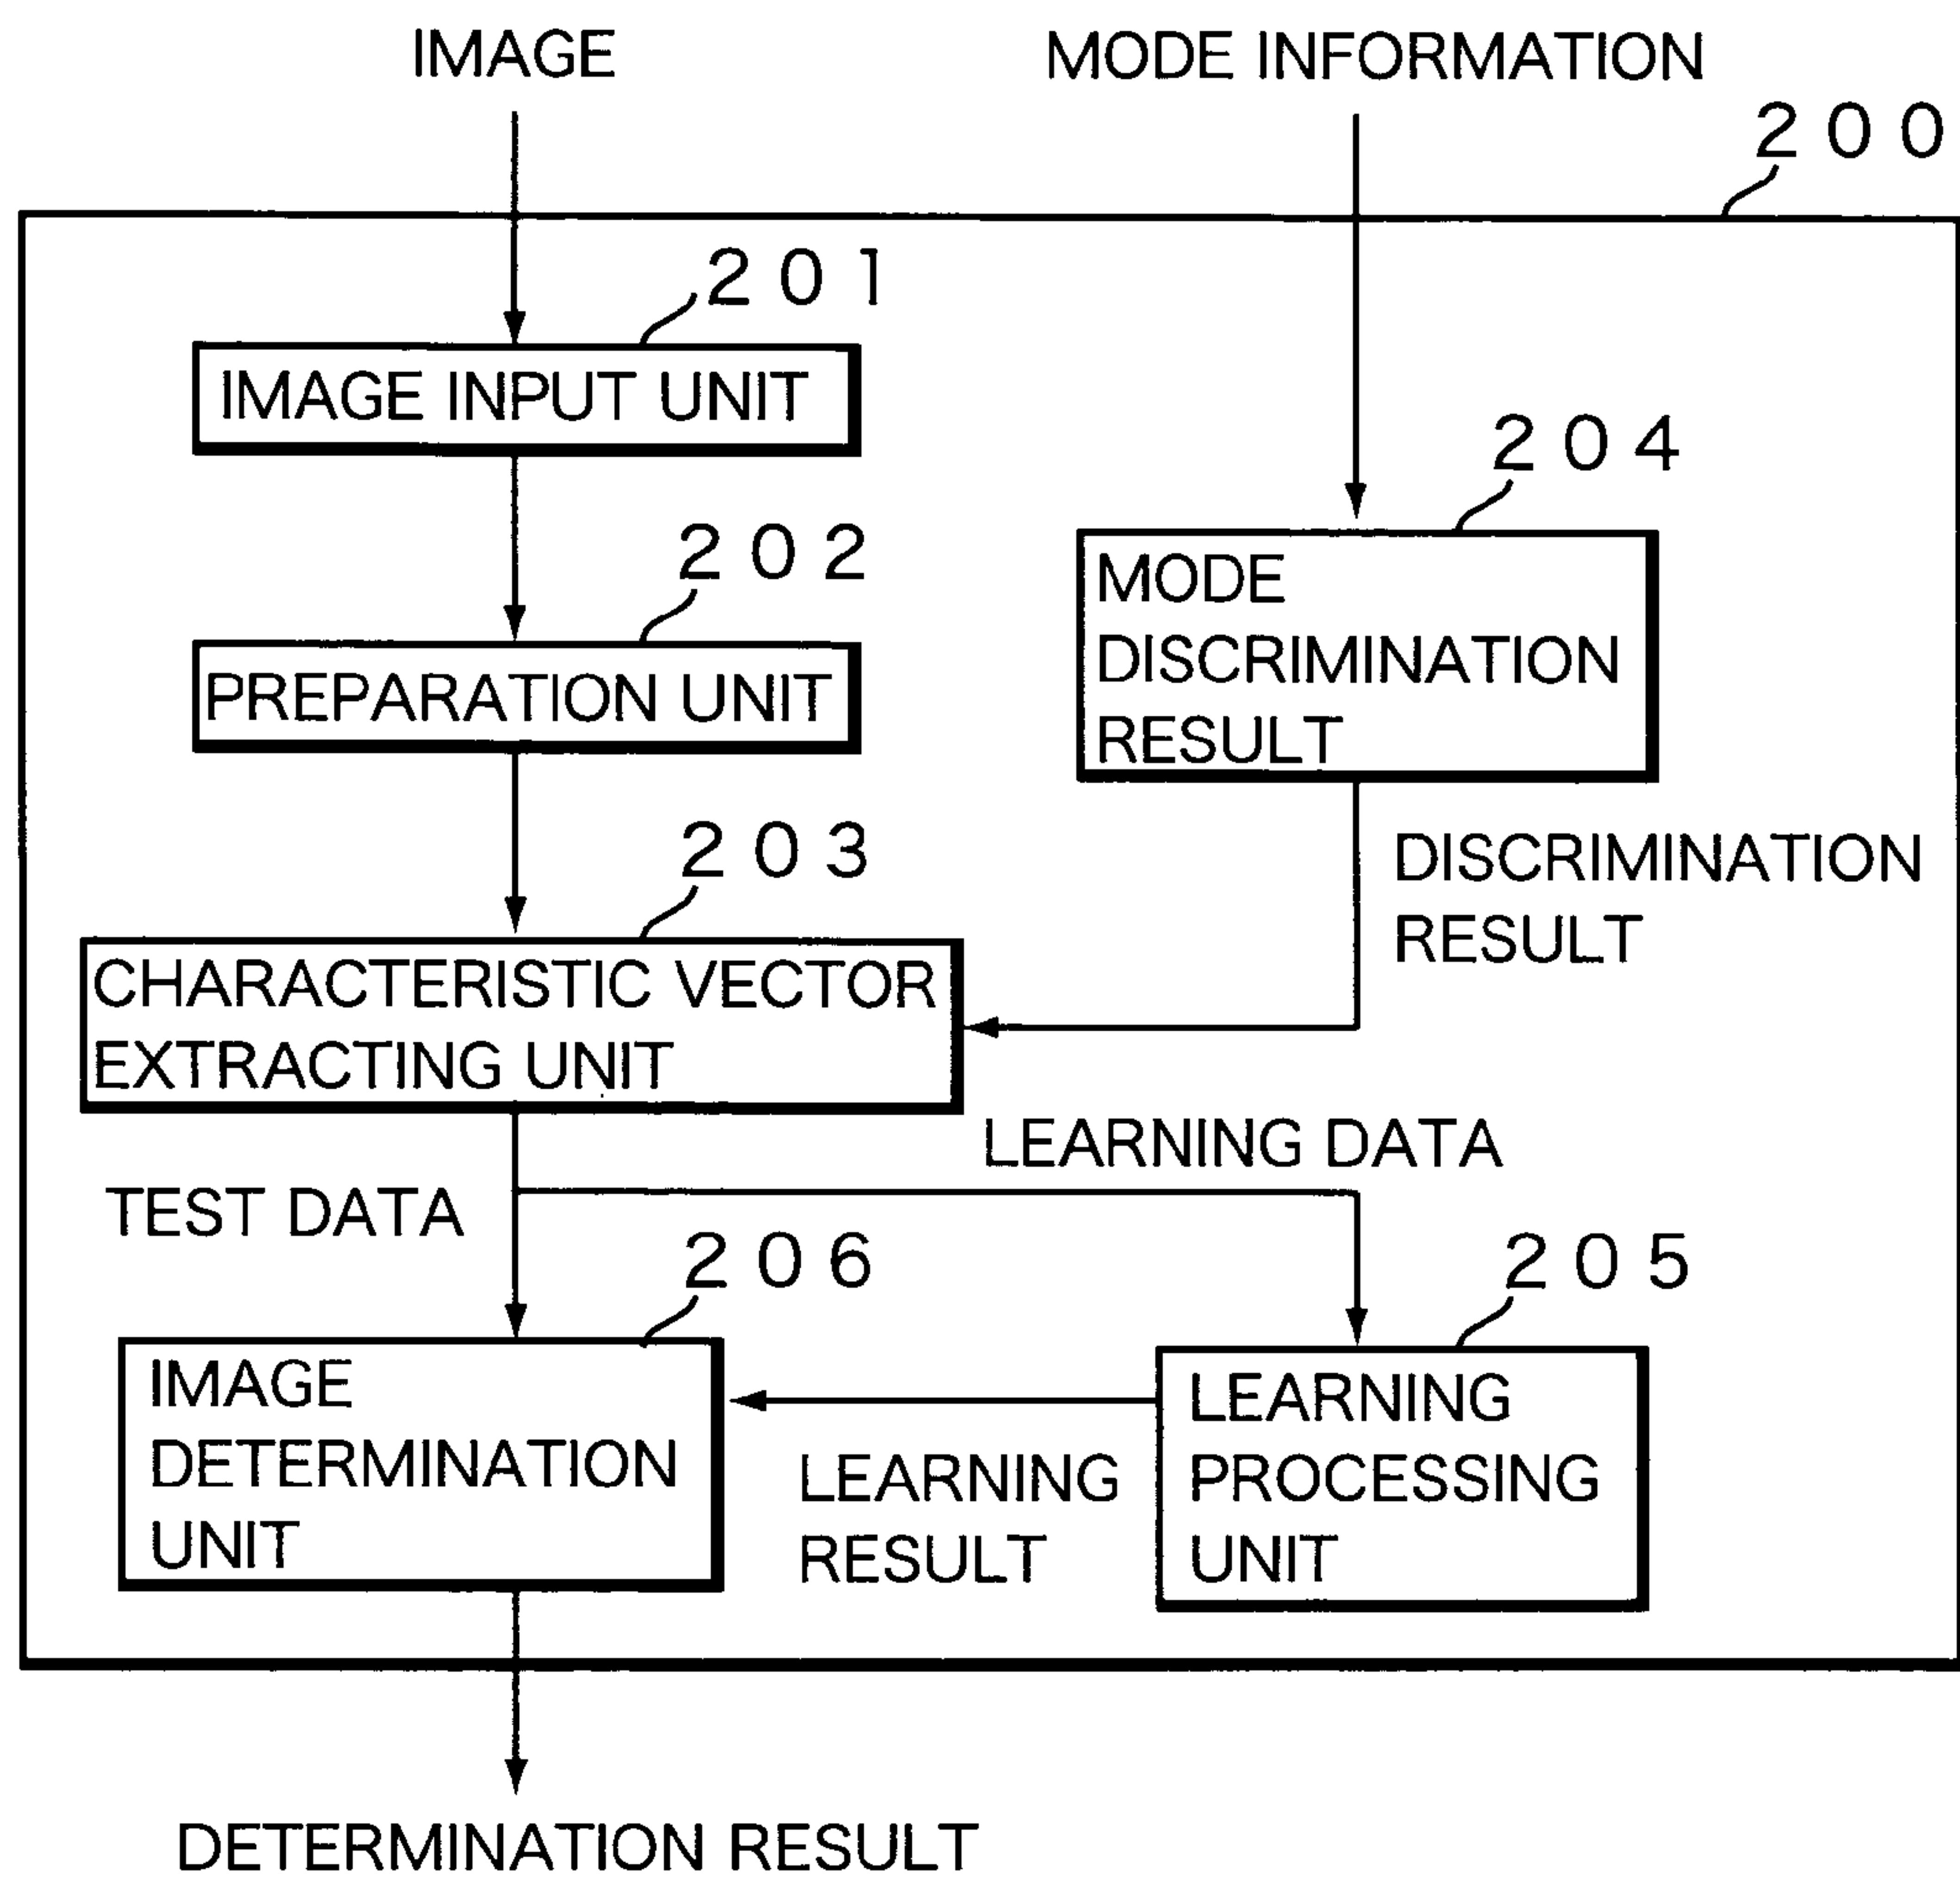 IMAGE
MODE INFORMATION
200
201
IMAGE INPUT UNIT
204
202
MODE
DISCRIMINATION
RESULT
PREPARATION UNIT
203
DISCRIMINATION
RESULT
CHARACTERISTIC VECTOR
EXTRACTING UNIT
LEARNING DATA
TEST DATA
206
205
IMAGE
DETERMINATION
UNIT
LEARNING
RESULT
LEARNING
PROCESSING
UNIT
DETERMINATION RESULT